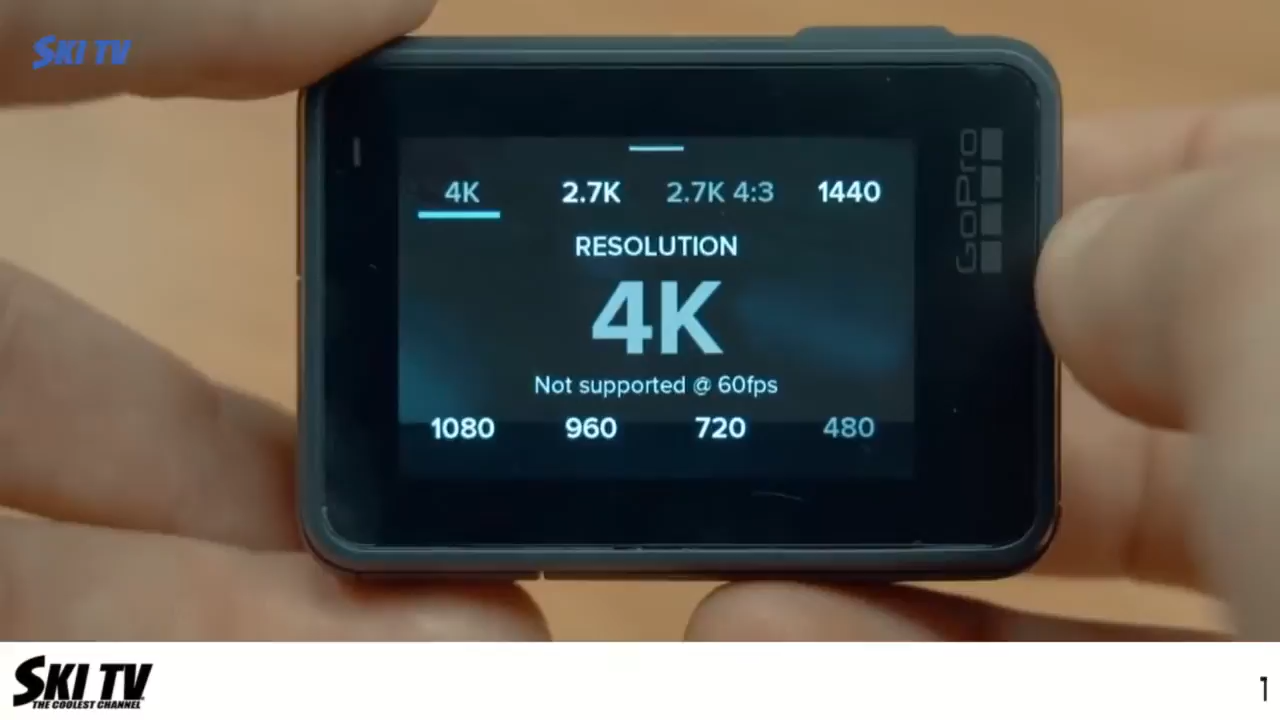 SKI TV
4K 2.7K 2.7K 4:3 1440
RESOLUTION
4K
Not supported @ 60fps
1080 960 720 480
GoPro
SKI TV
THE COOLEST CHANNEL
1